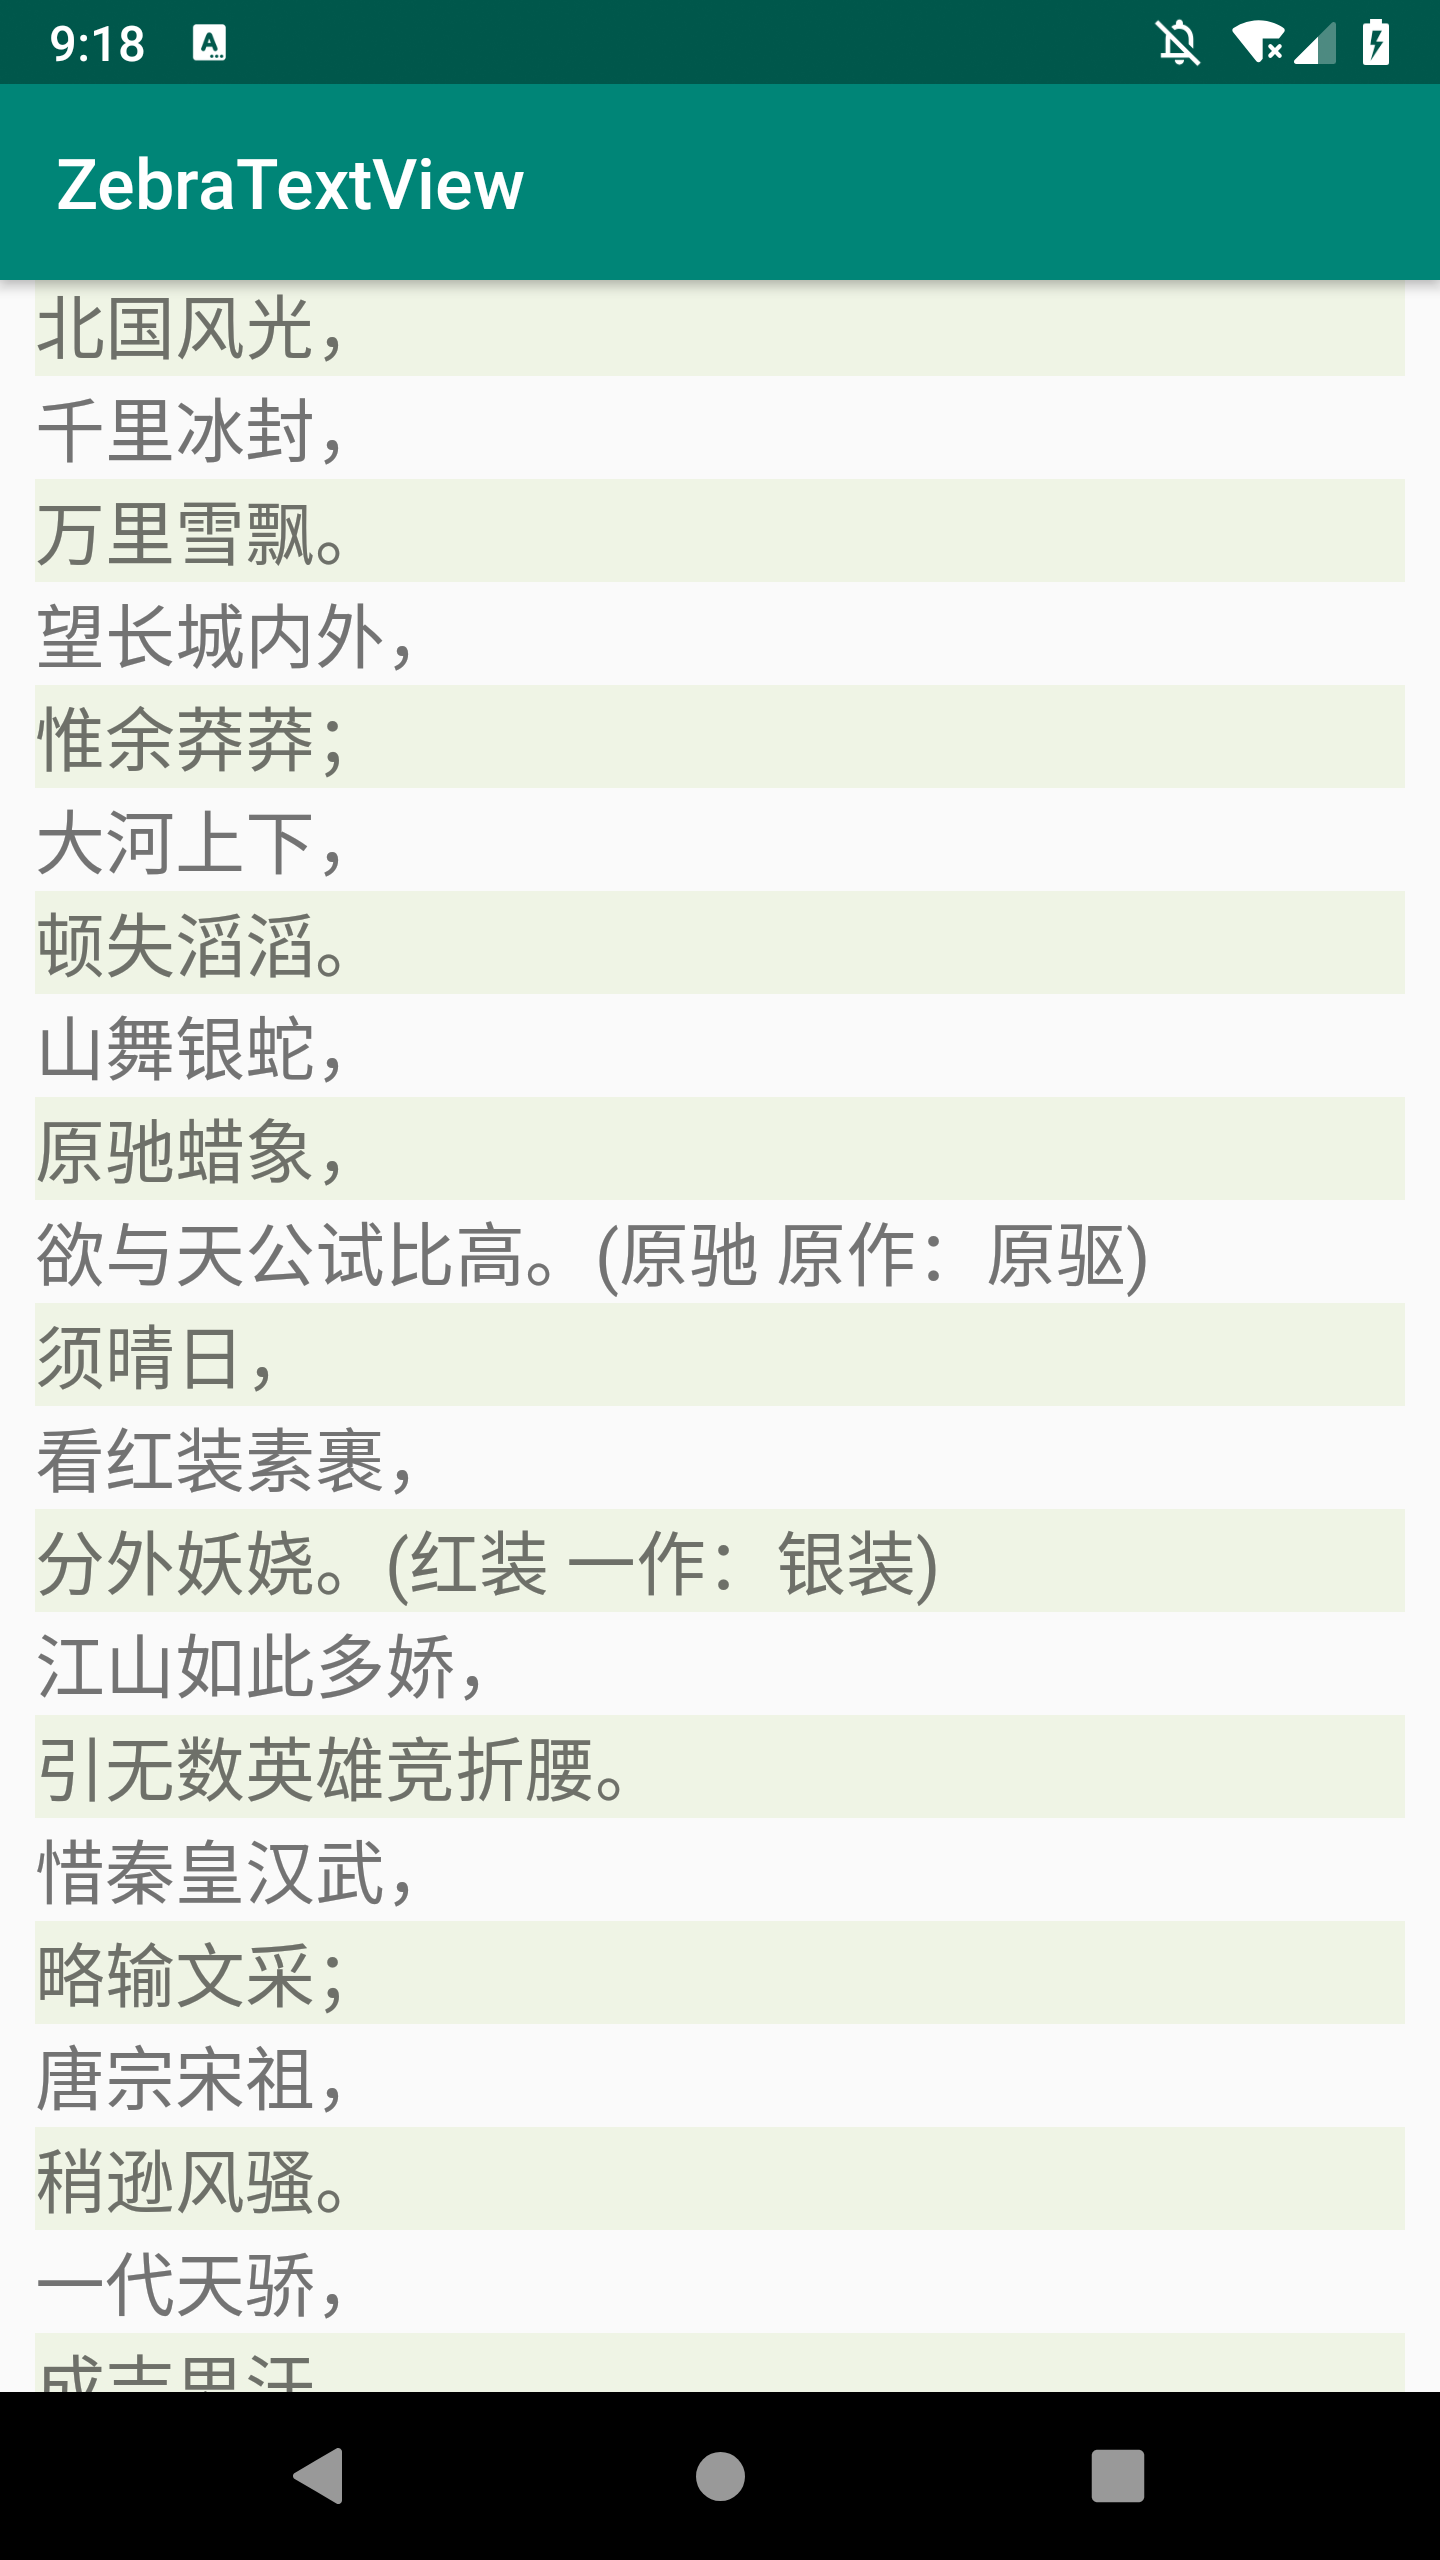 9:18
ZebraTextView
北国风光，
千里冰封，
万里雪飘。
望长城内外，
惟余莽莽；
大河上下，
顿失滔滔。
山舞银蛇，
原驰蜡象，
欲与天公试比高。(原驰 原作：原驱)
须晴日，
看红装素裹，
分外妖娆。(红装 一作：银装)
江山如此多娇，
引无数英雄竞折腰。
惜秦皇汉武，
略输文采；
唐宗宋祖，
稍逊风骚。
一代天骄，
成吉思汗